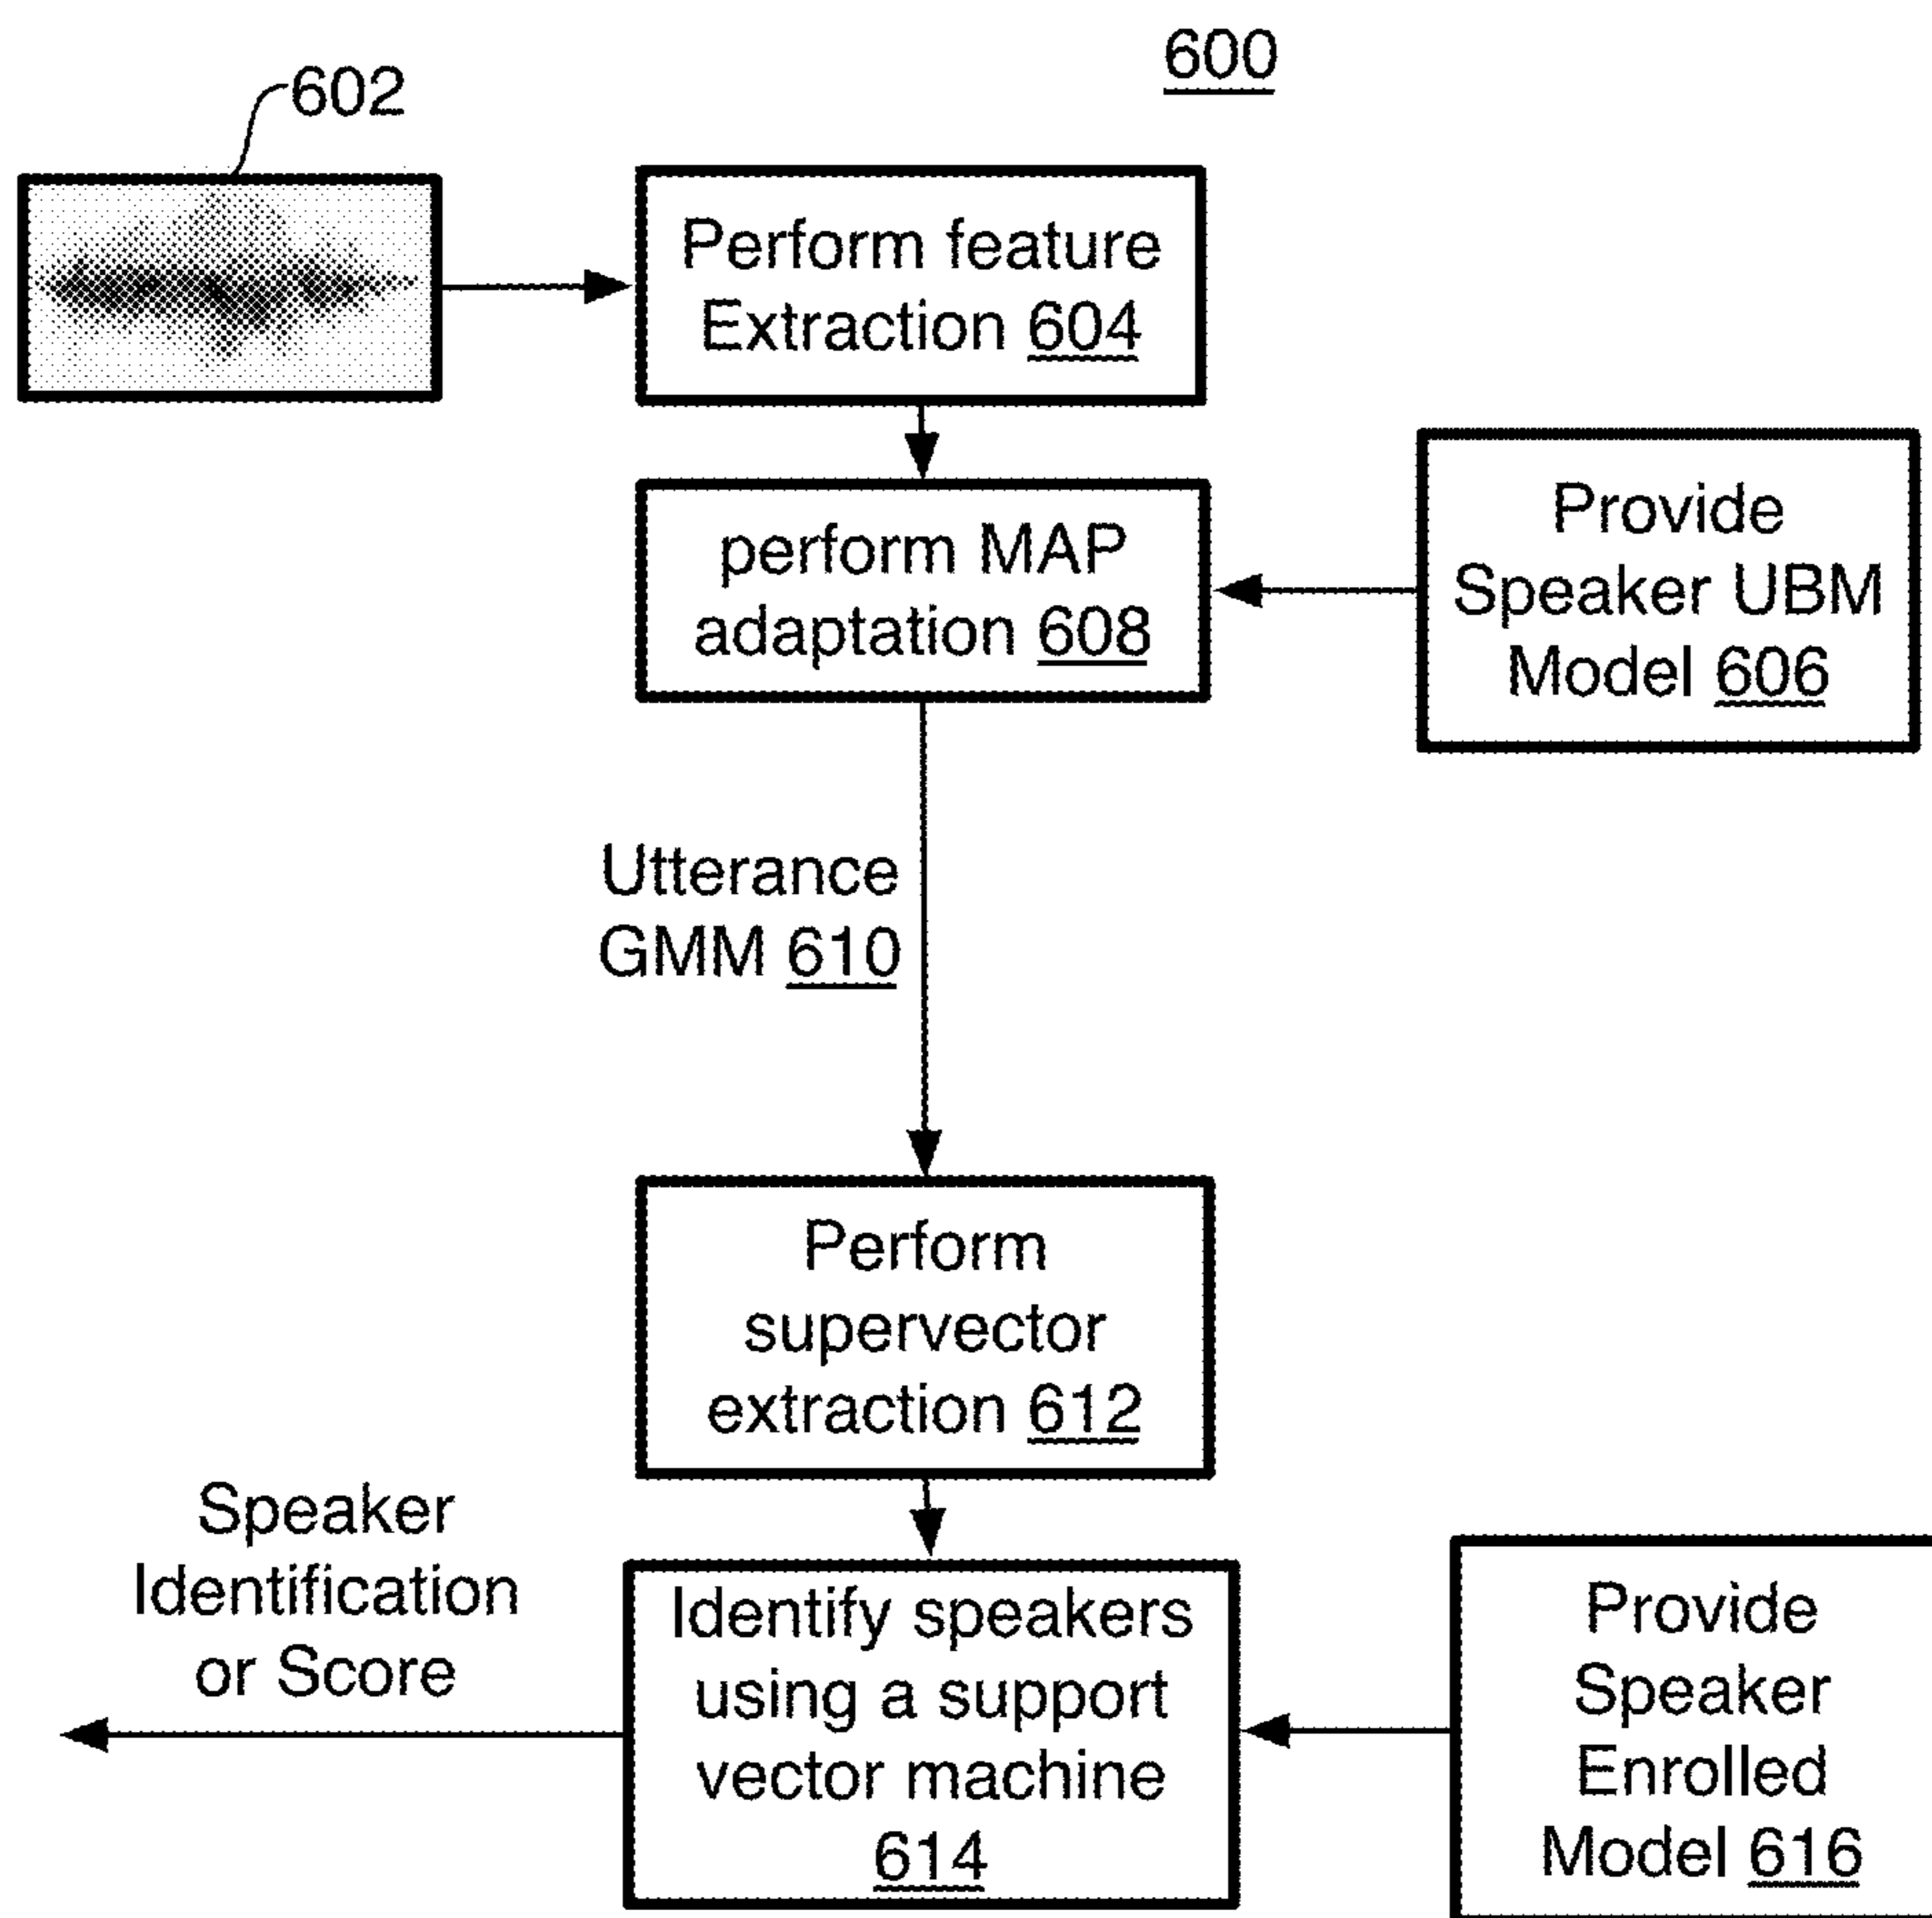 600
602
Perform feature
Extraction 604
perform MAP
adaptation 608
Provide
Speaker UBM
Model 606
Utterance
GMM 610
Perform
supervector
extraction 612
Speaker
Identification
or Score
Identify speakers
using a support
vector machine
614
Provide
Speaker
Enrolled
Model 616